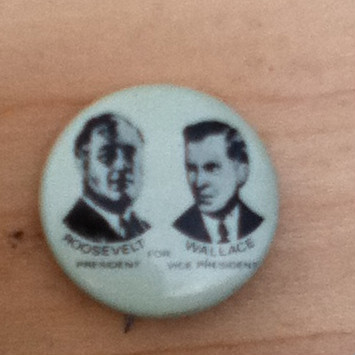 ROOSEVELT WALLACE
PRESIDENT FOR VICE PRESIDENT